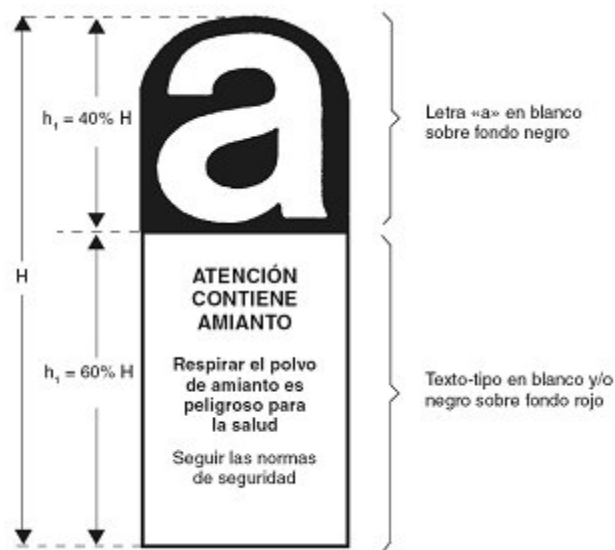 a
h₁ = 40% H
Letra «a» en blanco
sobre fondo negro
H
ATENCIÓN
CONTIENE
AMIANTO
Respirar el polvo
de amianto es
peligroso para
la salud
Seguir las normas
de seguridad
h₁ = 60% H
Texto-tipo en blanco y/o
negro sobre fondo rojo